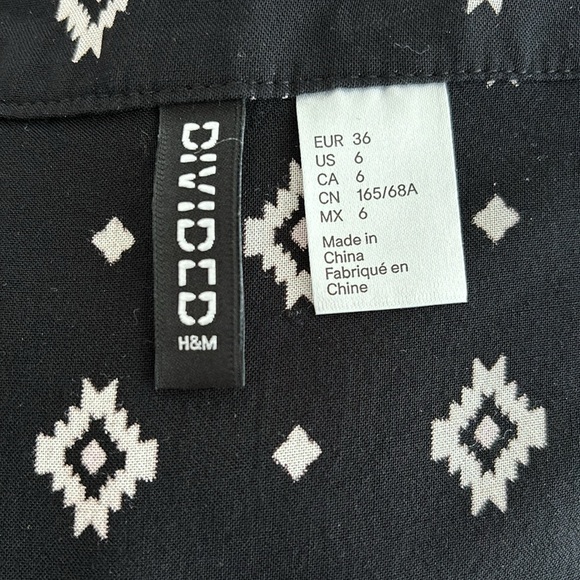 DIVIDED
H&M
EUR 36
US 6
CA 6
CN 165/68A
MX 6
Made in
China
Fabriqué en
Chine